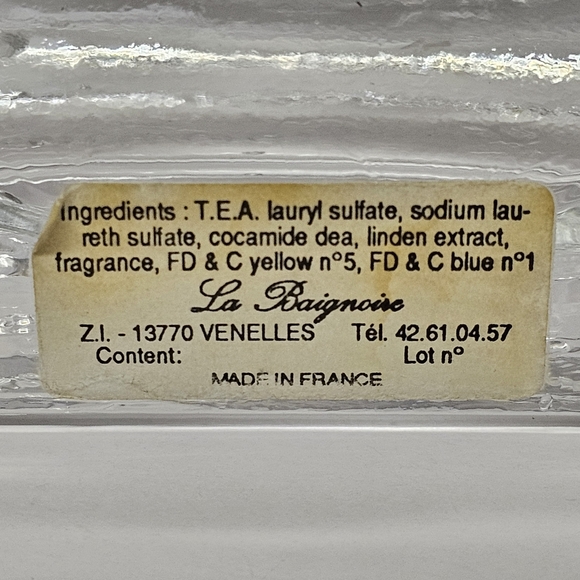 Ingredients : T.E.A. lauryl sulfate, sodium lau-
reth sulfate, cocamide dea, linden extract,
fragrance, FD & C yellow n°5, FD & C blue n°1
La Baignoire
Z.I. - 13770 VENELLES Tél. 42.61.04.57
Content: Lot n°
MADE IN FRANCE